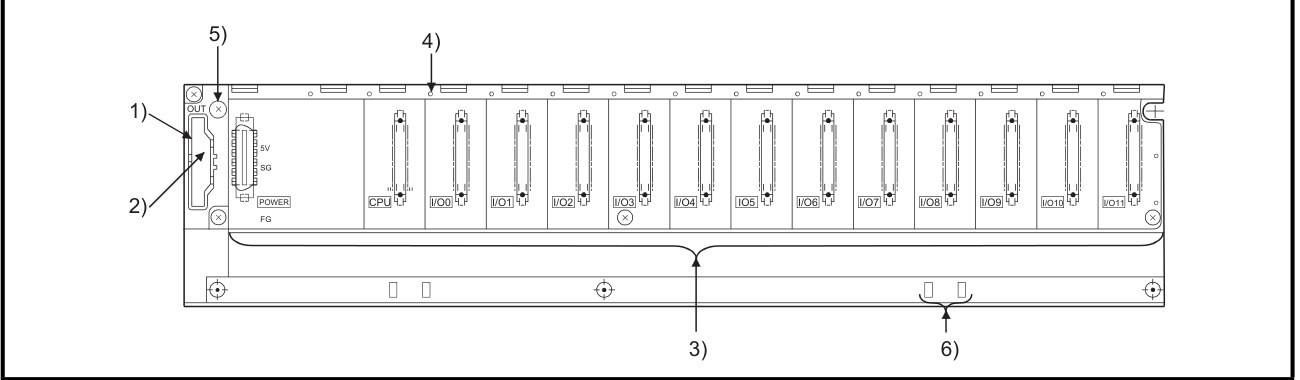 5)
4)
1)
OUT
5V
SG
2)
POWER
CPU
I/O0
I/O1
I/O2
I/O3
I/O4
IO5
I/O6
I/O7
I/O8
I/O9
I/O10
I/O11
FG
3)
6)